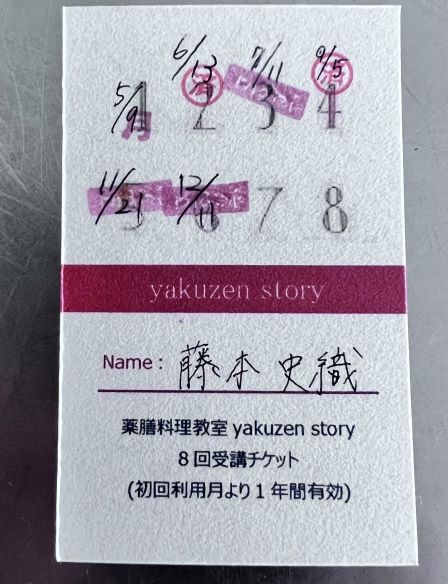 5/9 6/13 7/11 9/5
1 2 3 4
11/21 12/11
5 6 7 8
yakuzen story
Name : 藤本史織
薬膳料理教室 yakuzen story
8回受講チケット
(初回利用月より1年間有効)